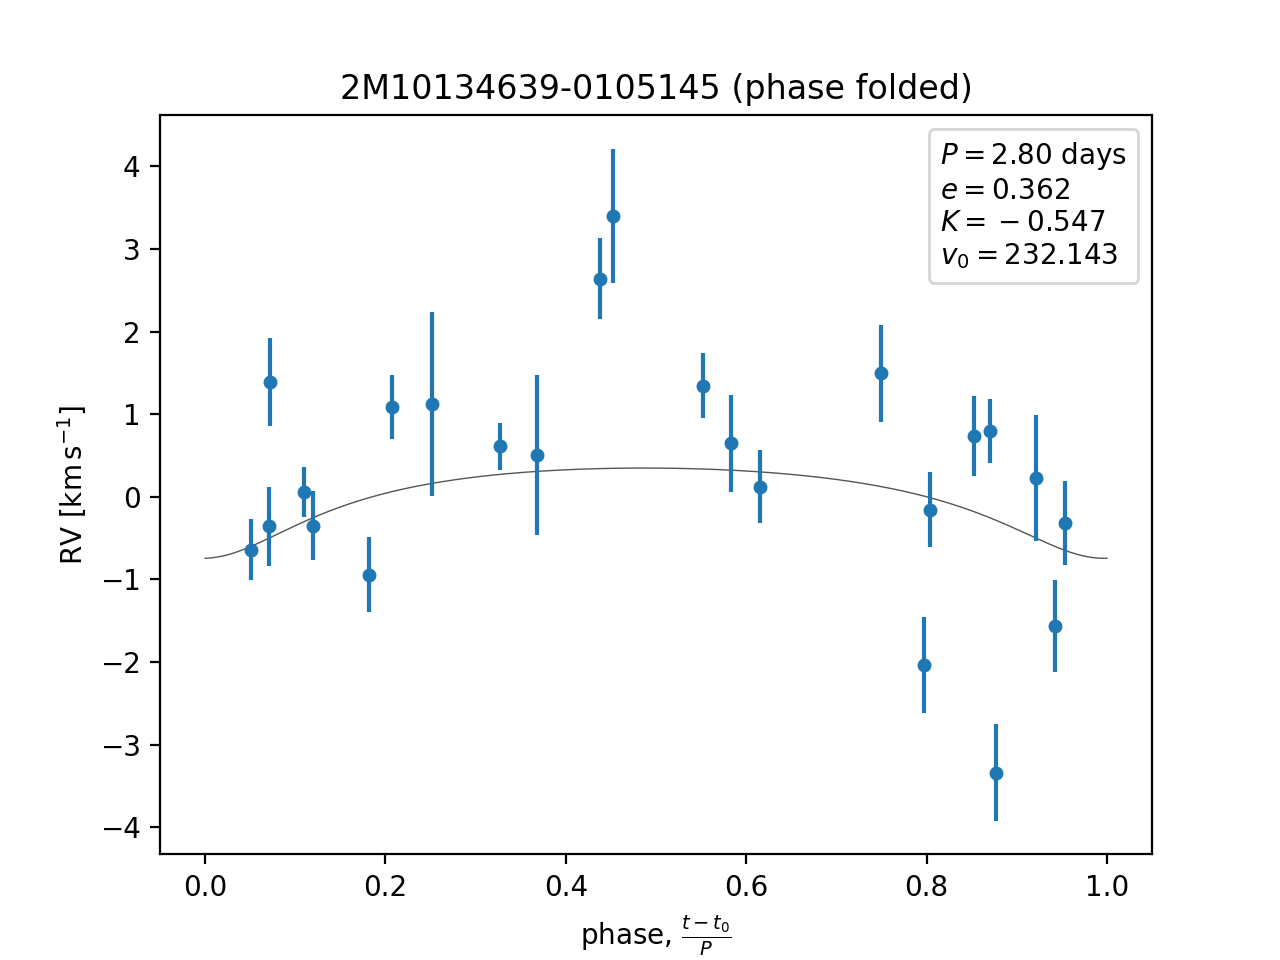 2M10134639-0105145 (phase folded)
P = 2.80 days
e = 0.362
K = −0.547
v₀ = 232.143
4
3
2
1
0
−1
−2
−3
−4
RV [km s⁻¹]
0.0 0.2 0.4 0.6 0.8 1.0
phase, (t − t₀)/P